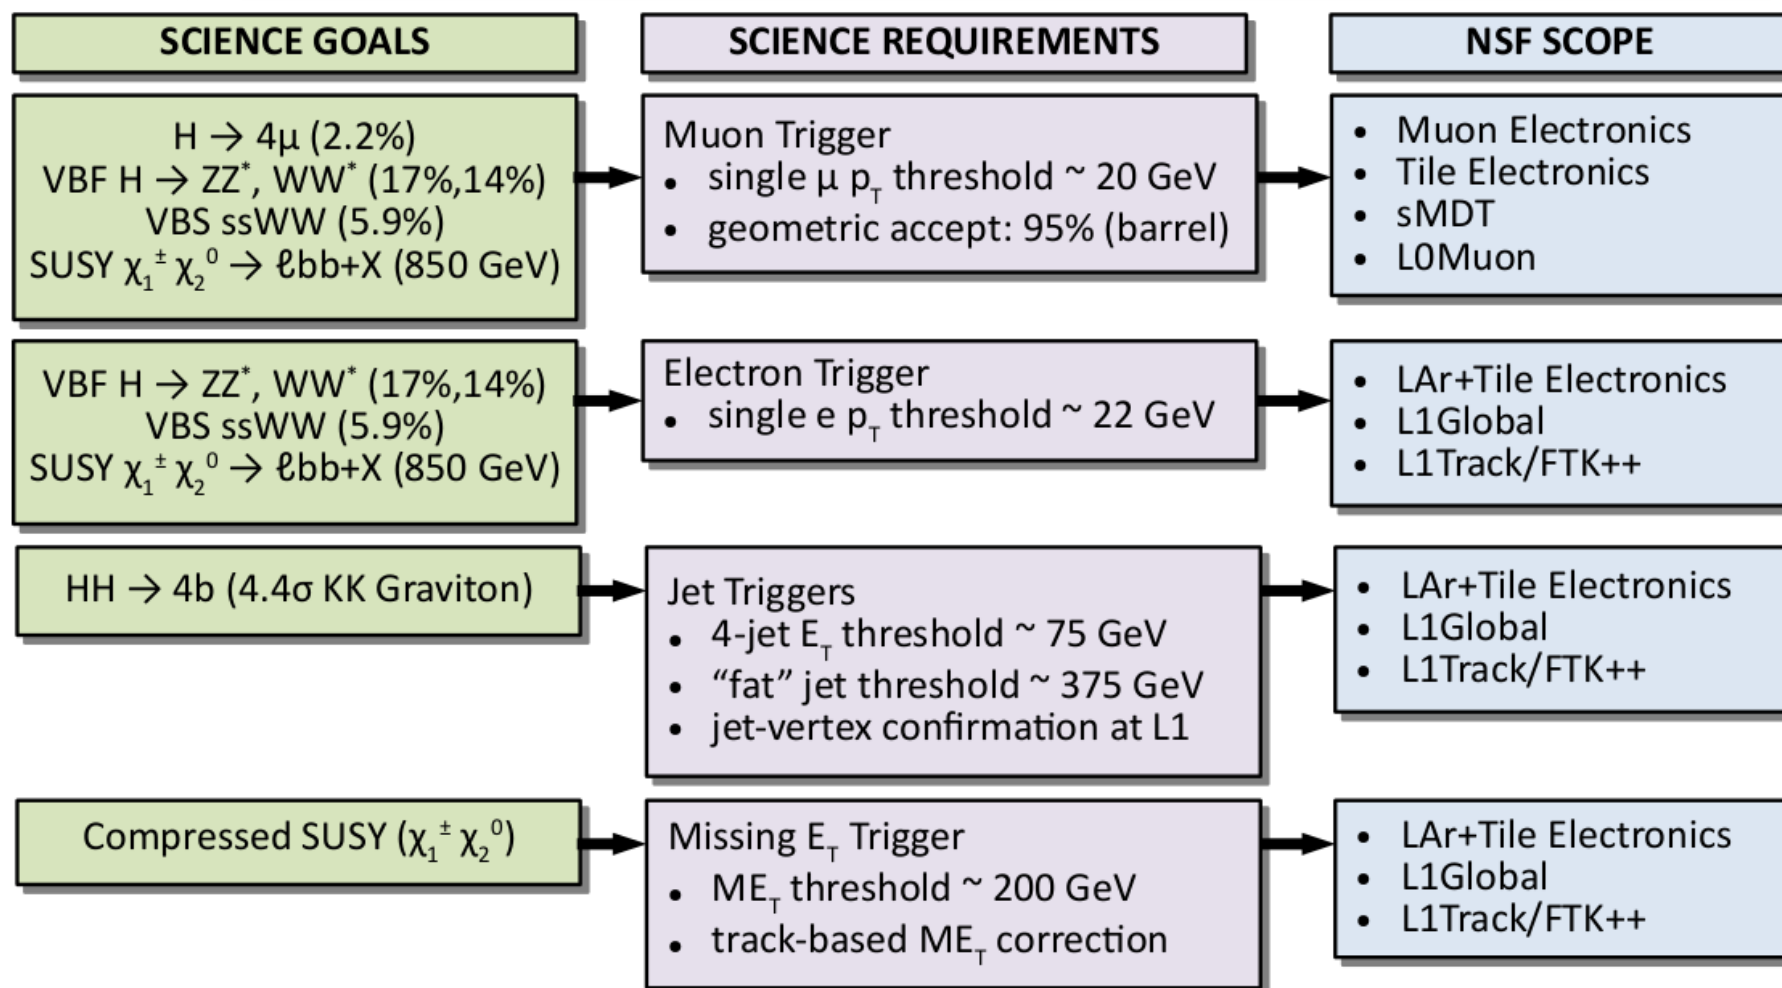 SCIENCE GOALS
SCIENCE REQUIREMENTS
NSF SCOPE
H → 4μ (2.2%)
VBF H → ZZ*, WW* (17%,14%)
VBS ssWW (5.9%)
SUSY χ₁± χ₂⁰ → ℓbb+X (850 GeV)
Muon Trigger
• single μ p_T threshold ~ 20 GeV
• geometric accept: 95% (barrel)
• Muon Electronics
• Tile Electronics
• sMDT
• L0Muon
VBF H → ZZ*, WW* (17%,14%)
VBS ssWW (5.9%)
SUSY χ₁± χ₂⁰ → ℓbb+X (850 GeV)
Electron Trigger
• single e p_T threshold ~ 22 GeV
• LAr+Tile Electronics
• L1Global
• L1Track/FTK++
HH → 4b (4.4σ KK Graviton)
Jet Triggers
• 4-jet E_T threshold ~ 75 GeV
• “fat” jet threshold ~ 375 GeV
• jet-vertex confirmation at L1
• LAr+Tile Electronics
• L1Global
• L1Track/FTK++
Compressed SUSY (χ₁± χ₂⁰)
Missing E_T Trigger
• ME_T threshold ~ 200 GeV
• track-based ME_T correction
• LAr+Tile Electronics
• L1Global
• L1Track/FTK++